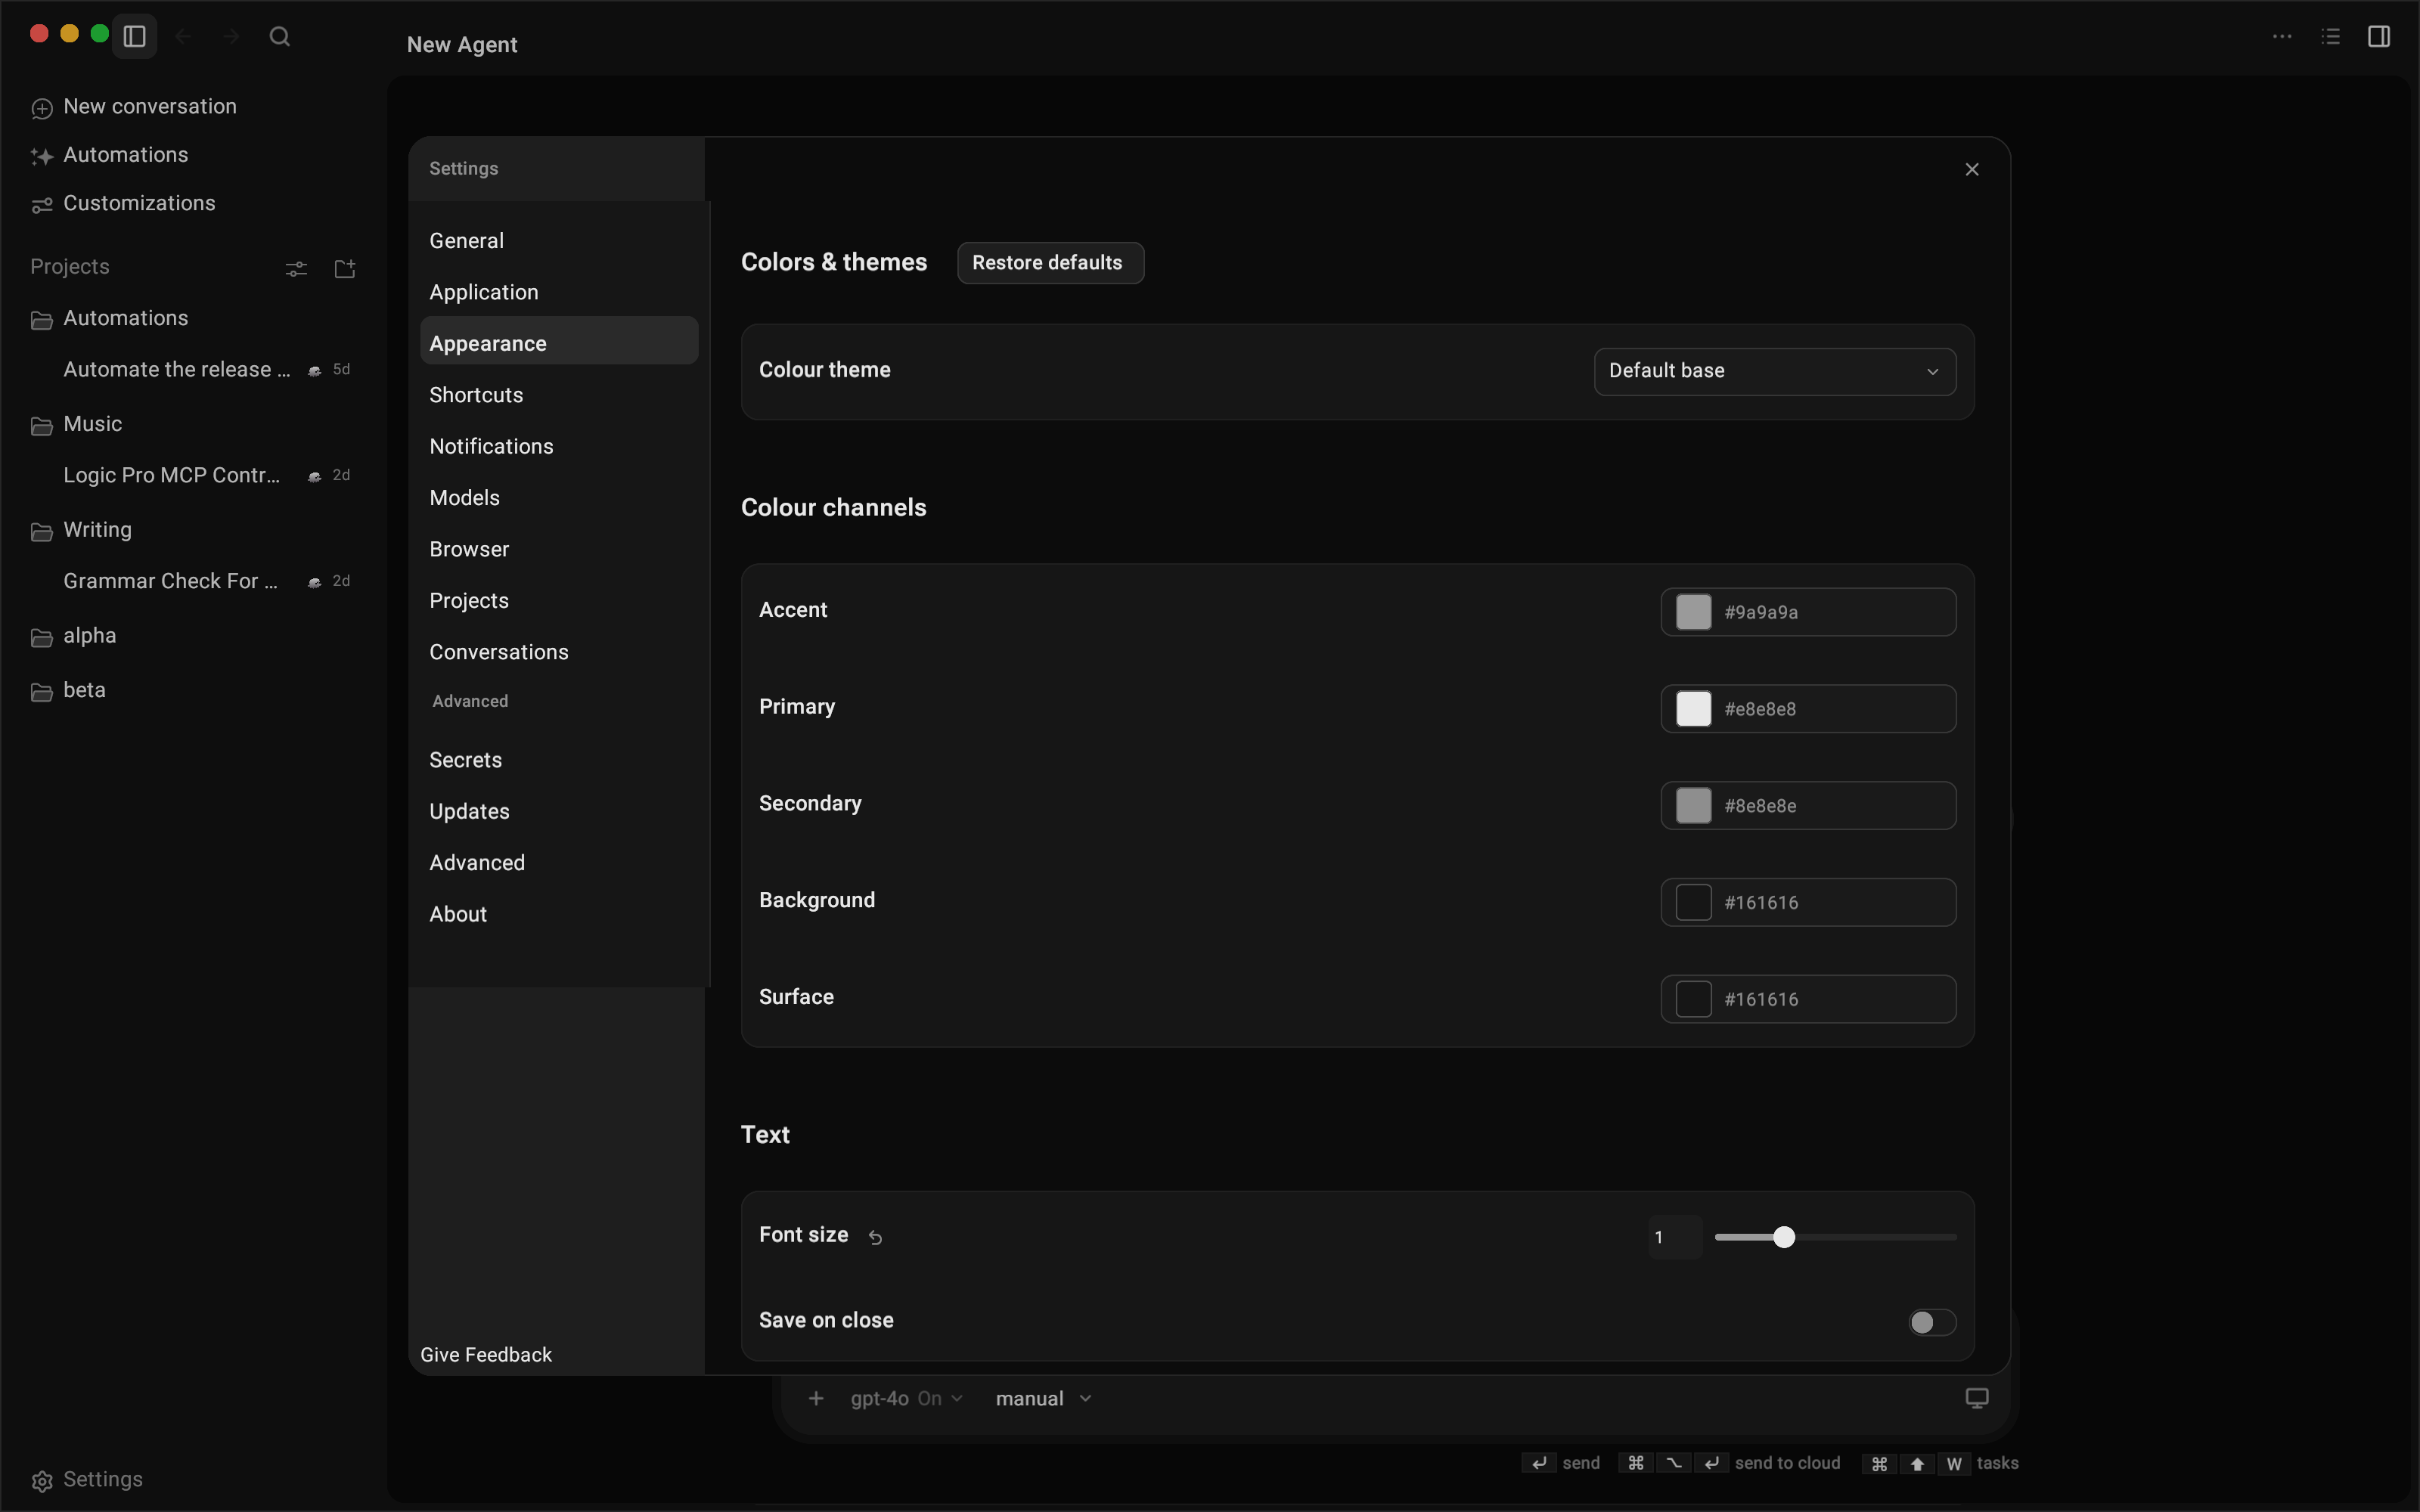 New Agent
New conversation
Automations
Customizations
Projects
Automations
Automate the release ... 5d
Music
Logic Pro MCP Contr... 2d
Writing
Grammar Check For ... 2d
alpha
beta
Settings
Settings
General
Application
Appearance
Shortcuts
Notifications
Models
Browser
Projects
Conversations
Advanced
Secrets
Updates
Advanced
About
Give Feedback
Colors & themes
Restore defaults
Colour theme
Default base
Colour channels
Accent
#9a9a9a
Primary
#e8e8e8
Secondary
#8e8e8e
Background
#161616
Surface
#161616
Text
Font size
1
Save on close
gpt-4o On
manual
send
send to cloud
W tasks